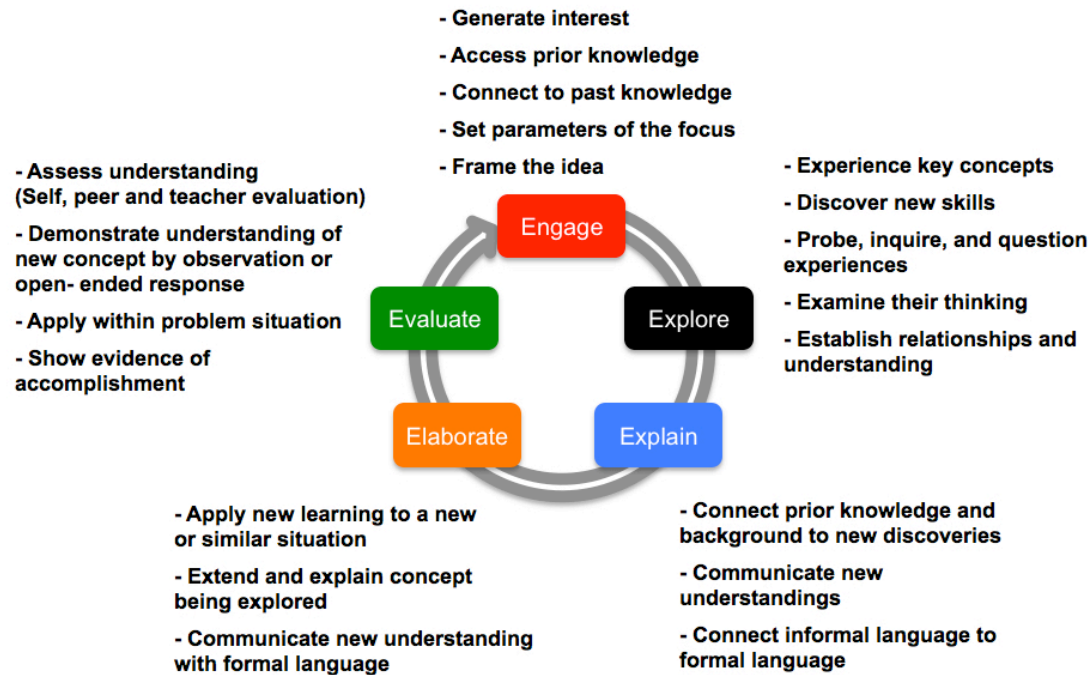 - Generate interest
- Access prior knowledge
- Connect to past knowledge
- Set parameters of the focus
- Frame the idea
Engage
- Experience key concepts
- Discover new skills
- Probe, inquire, and question
experiences
- Examine their thinking
- Establish relationships and
understanding
Explore
- Connect prior knowledge and
background to new discoveries
- Communicate new
understandings
- Connect informal language to
formal language
Explain
- Apply new learning to a new
or similar situation
- Extend and explain concept
being explored
- Communicate new understanding
with formal language
Elaborate
- Assess understanding
(Self, peer and teacher evaluation)
- Demonstrate understanding of
new concept by observation or
open- ended response
- Apply within problem situation
- Show evidence of
accomplishment
Evaluate